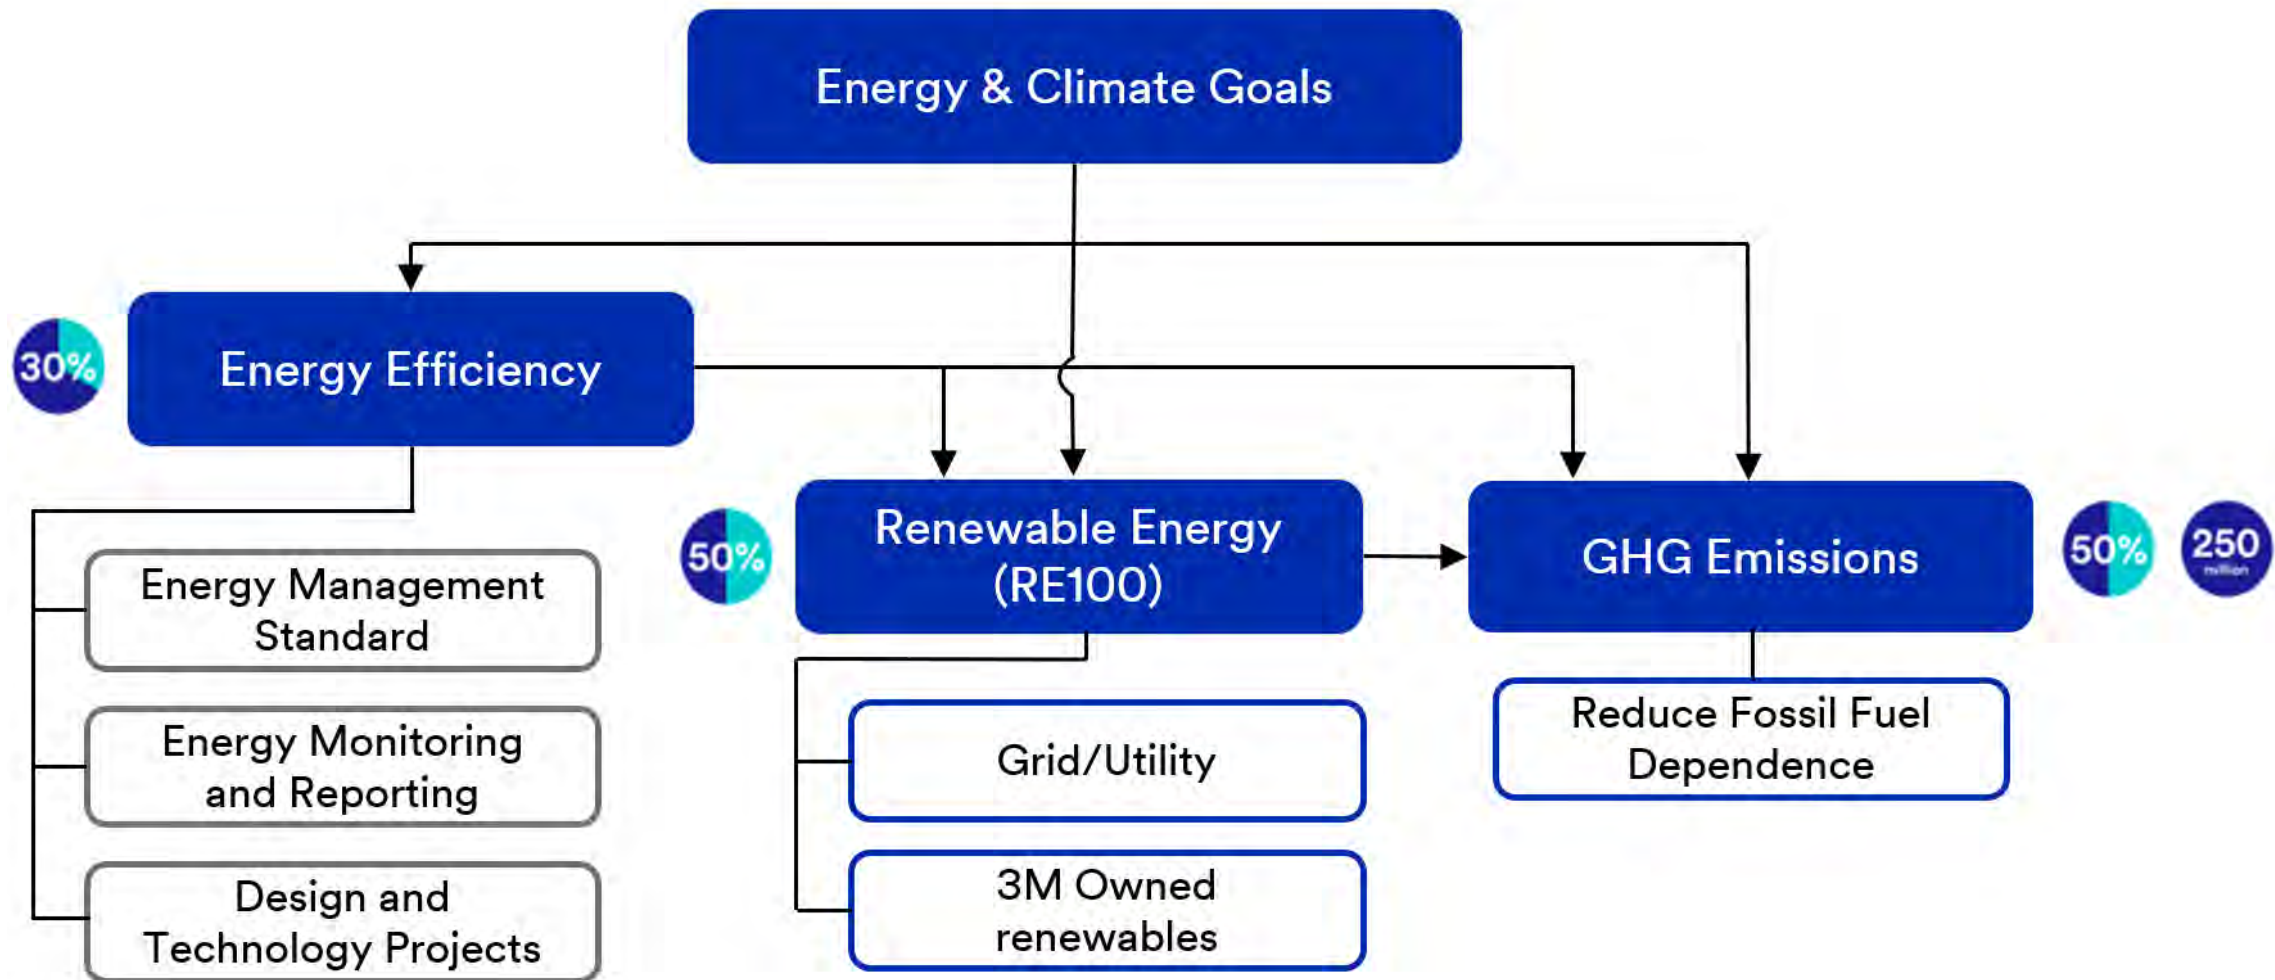 Energy & Climate Goals
30%
Energy Efficiency
Energy Management
Standard
Energy Monitoring
and Reporting
Design and
Technology Projects
50%
Renewable Energy
(RE100)
Grid/Utility
3M Owned
renewables
GHG Emissions
50%
250
million
Reduce Fossil Fuel
Dependence